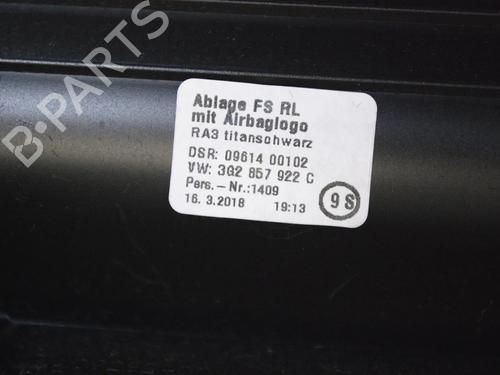 B-PARTS
Ablage FS RL
mit Airbaglogo
RA3 titanschwarz
DSR: 09614 00102
VW: 3G2 857 922 C
Pers. - Nr.:1409
16. 3.2018 19:13
9 S